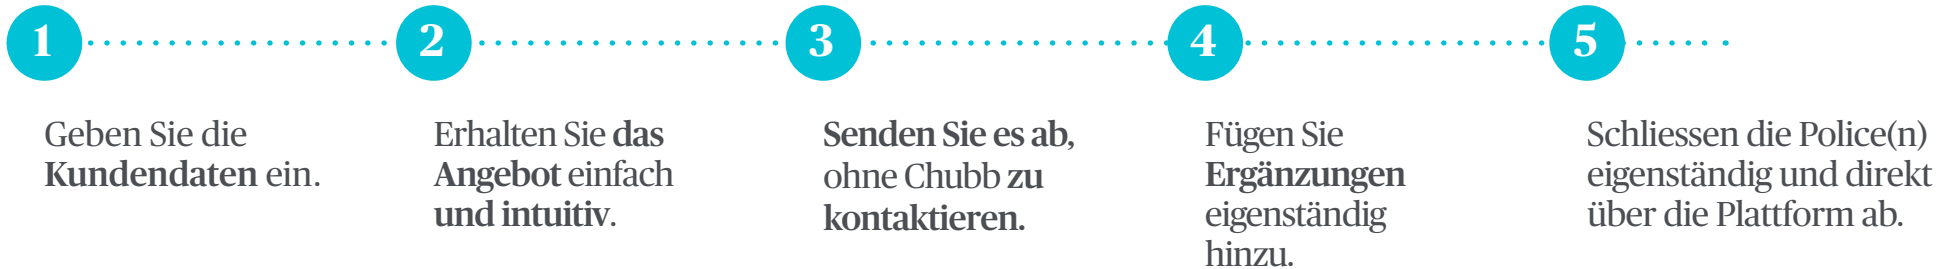 1
Geben Sie die
Kundendaten ein.
2
Erhalten Sie das
Angebot einfach
und intuitiv.
3
Senden Sie es ab,
ohne Chubb zu
kontaktieren.
4
Fügen Sie
Ergänzungen
eigenständig
hinzu.
5
Schliessen die Police(n)
eigenständig und direkt
über die Plattform ab.